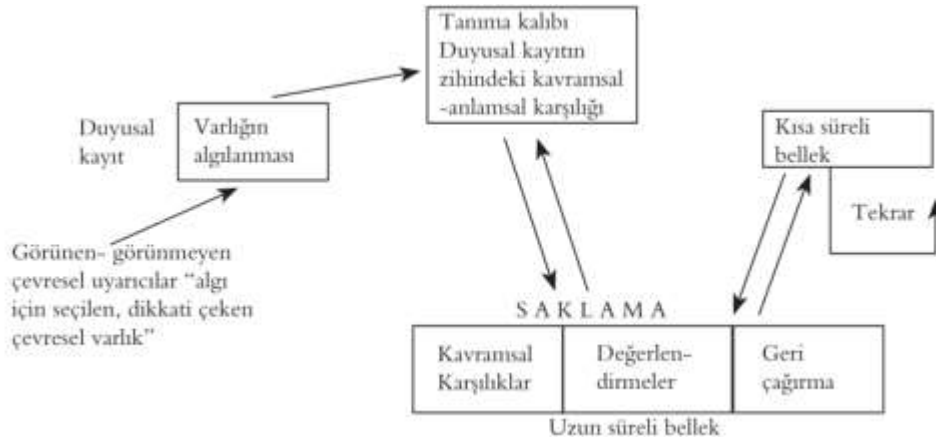 Tanıma kalıbı
Duyusal kayıtın
zihindeki kavramsal
-anlamsal karşılığı
Duyusal
kayıt
Varlığın
algılanması
Kısa süreli
bellek
Tekrar
Görünen- görünmeyen
çevresel uyarıcılar “algı
için seçilen, dikkati çeken
çevresel varlık”
S A K L A M A
Kavramsal
Karşılıklar
Değerlen-
dirmeler
Geri
çağırma
Uzun süreli bellek